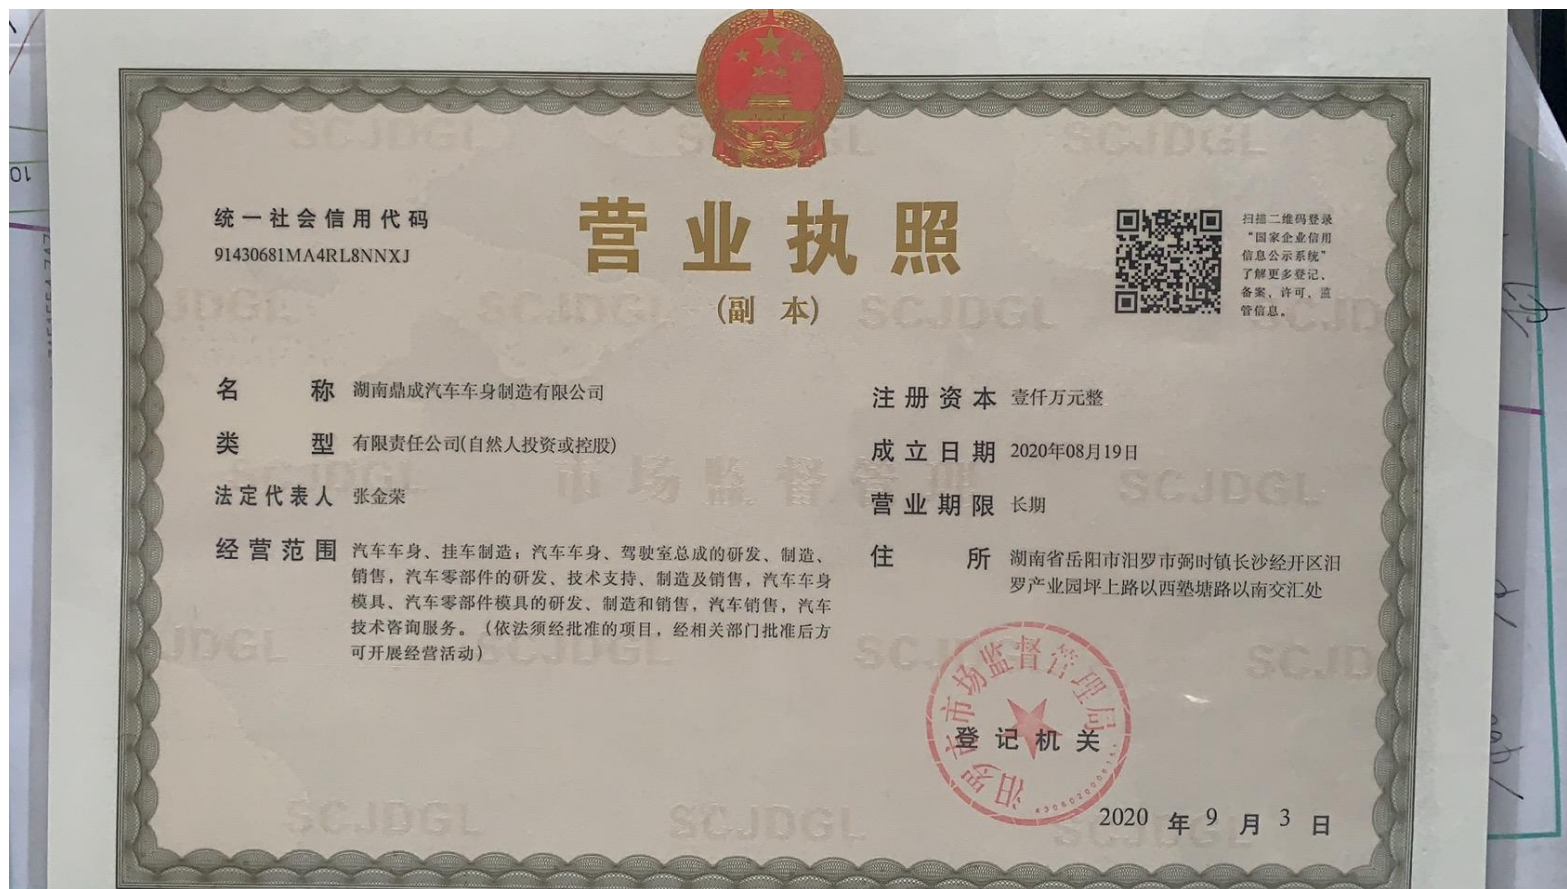 统一社会信用代码
91430681MA4RL8NNXJ
营业执照
(副 本)
扫描二维码登录
“国家企业信用
信息公示系统”
了解更多登记、
备案、许可、监
管信息。
名 称 湖南鼎成汽车车身制造有限公司
类 型 有限责任公司(自然人投资或控股)
法定代表人 张金荣
经营范围 汽车车身、挂车制造;汽车车身、驾驶室总成的研发、制造、
销售,汽车零部件的研发、技术支持、制造及销售,汽车车身
模具、汽车零部件模具的研发、制造和销售,汽车销售,汽车
技术咨询服务。(依法须经批准的项目,经相关部门批准后方
可开展经营活动)
注册资本 壹仟万元整
成立日期 2020年08月19日
营业期限 长期
住 所 湖南省岳阳市汨罗市弼时镇长沙经开区汨
罗产业园坪上路以西塾塘路以南交汇处
汨罗市市场监督管理局
登记机关
2020 年 9 月 3 日
SCJDGL
市场监督管理